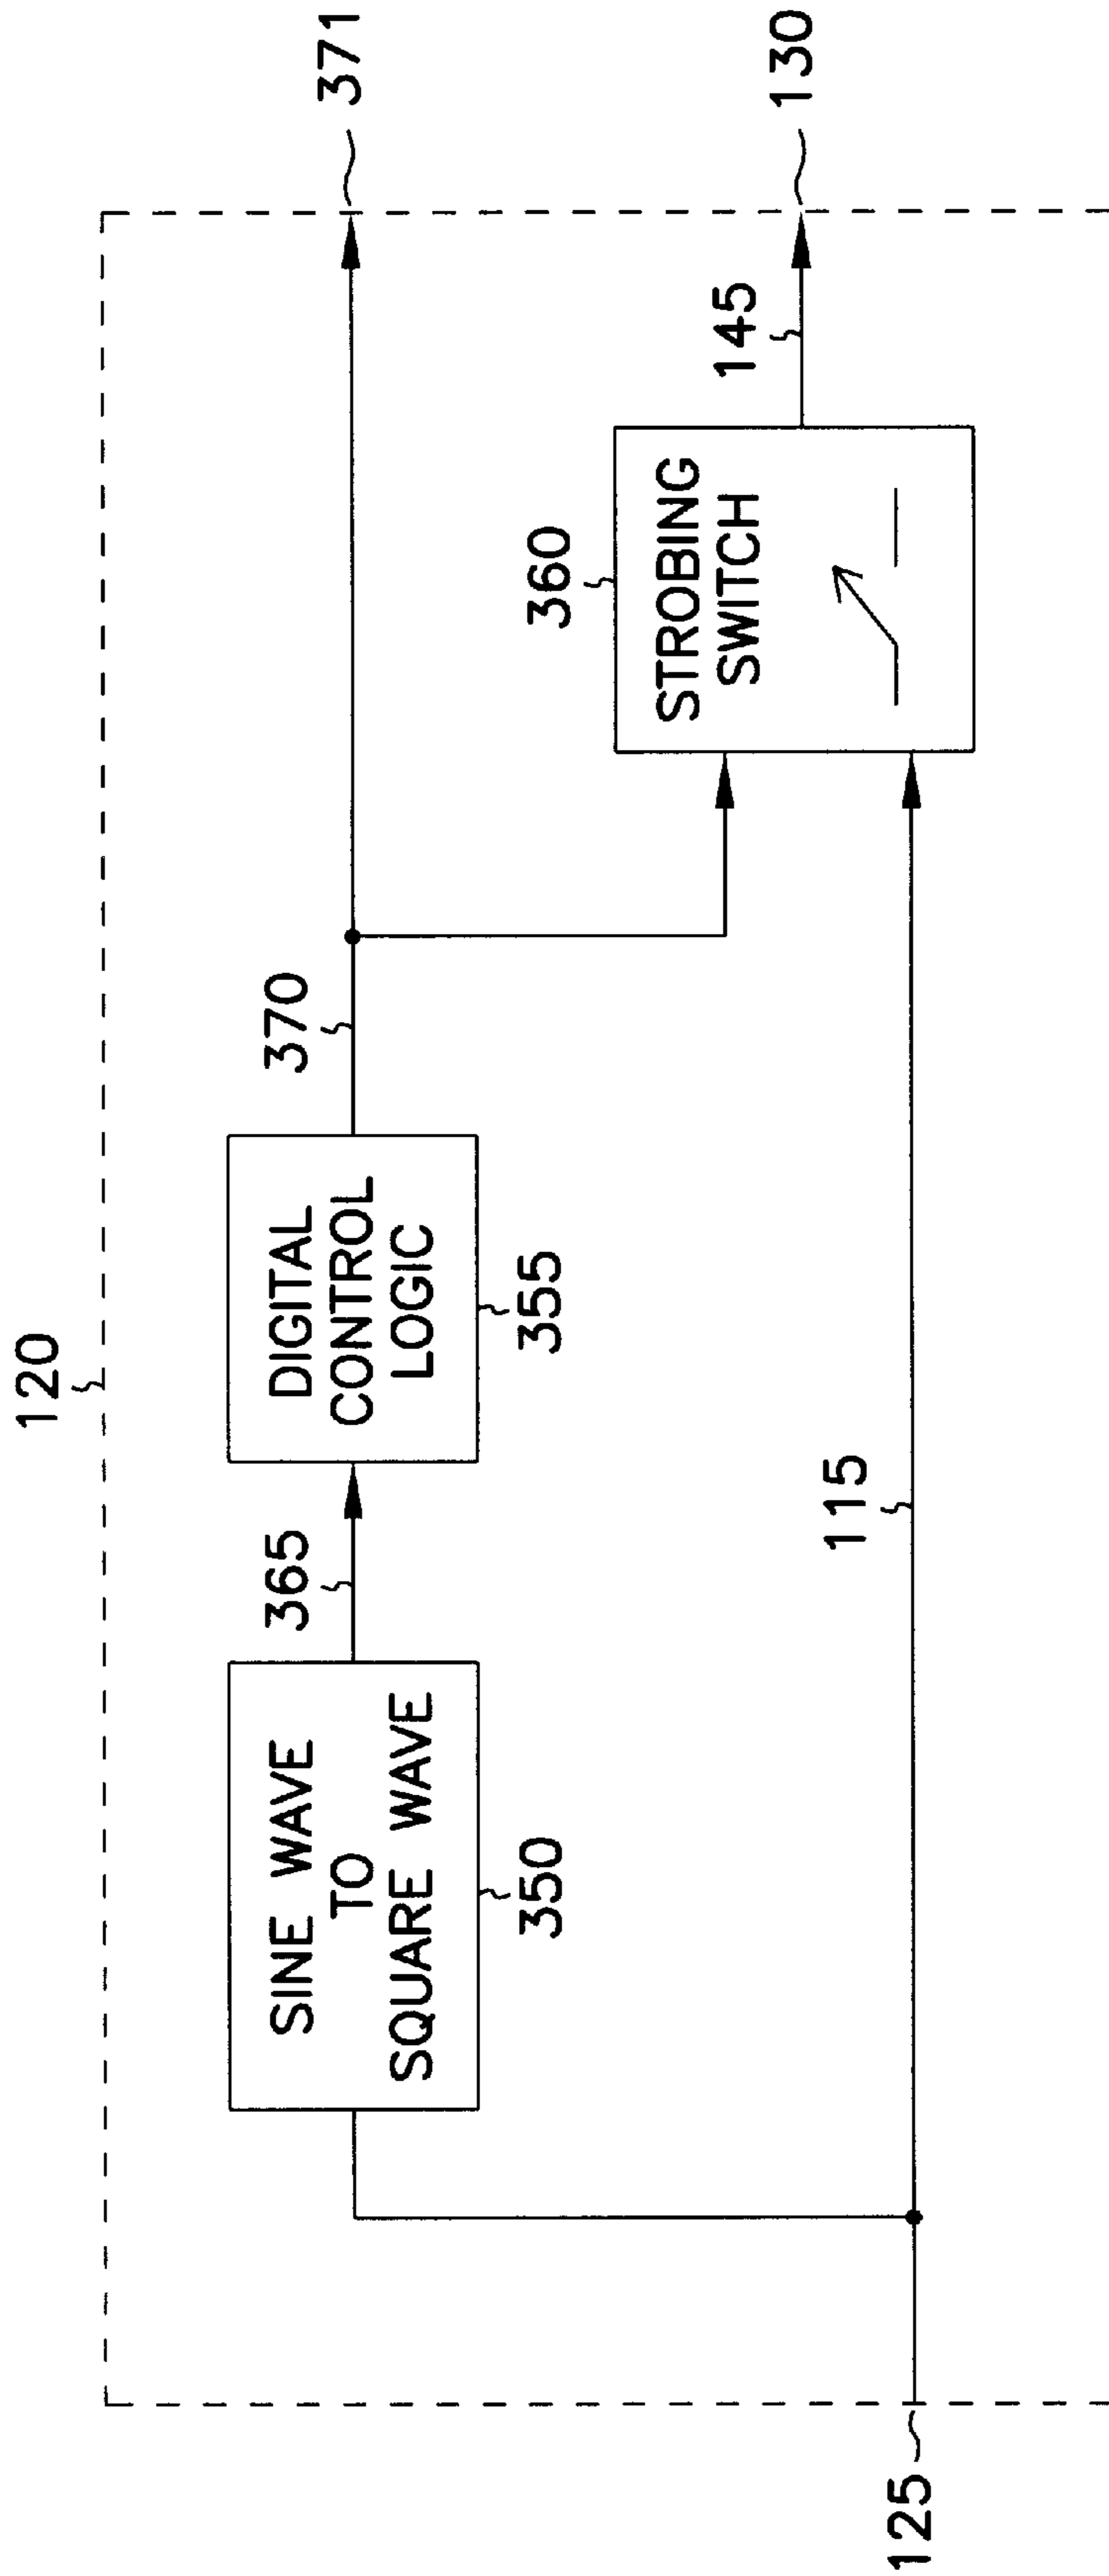 120
371
370
365
SINE WAVE
TO
SQUARE WAVE
350
DIGITAL
CONTROL
LOGIC
355
360
STROBING
SWITCH
145
130
115
125